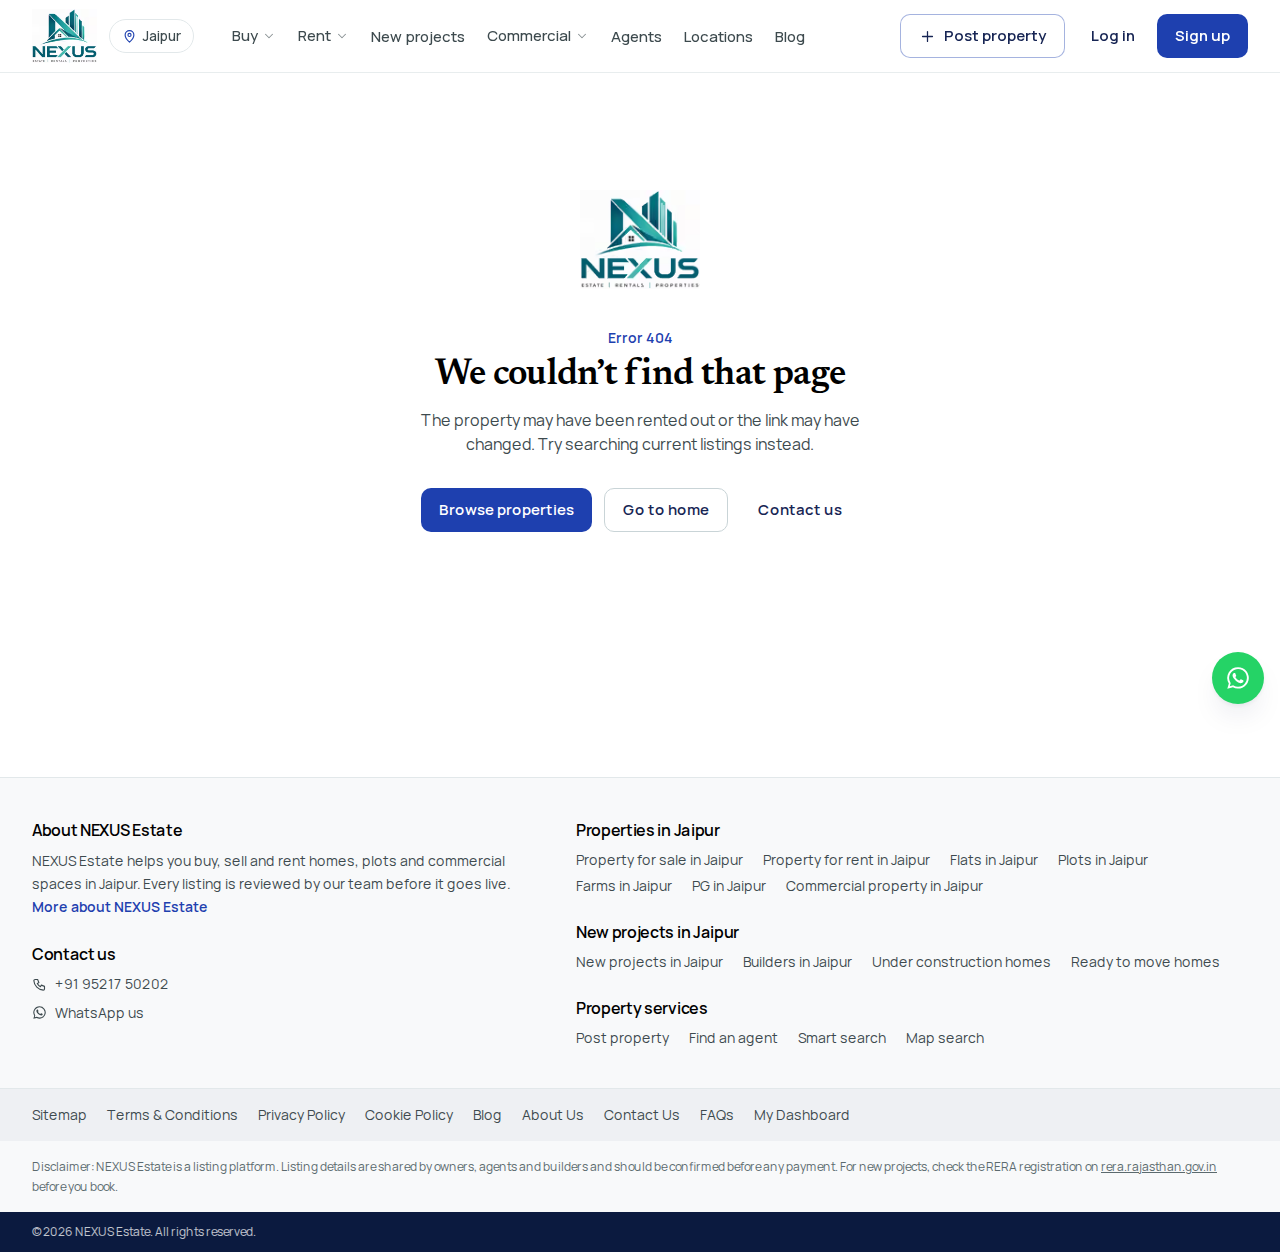 NEXUS
ESTATE | RENTALS | PROPERTIES
Jaipur
Buy
Rent
New projects
Commercial
Agents
Locations
Blog
Post property
Log in
Sign up
NEXUS
ESTATE | RENTALS | PROPERTIES
Error 404
We couldn’t find that page
The property may have been rented out or the link may have
changed. Try searching current listings instead.
Browse properties
Go to home
Contact us
About NEXUS Estate
NEXUS Estate helps you buy, sell and rent homes, plots and commercial
spaces in Jaipur. Every listing is reviewed by our team before it goes live.
More about NEXUS Estate
Contact us
+91 95217 50202
WhatsApp us
Properties in Jaipur
Property for sale in Jaipur Property for rent in Jaipur Flats in Jaipur Plots in Jaipur
Farms in Jaipur PG in Jaipur Commercial property in Jaipur
New projects in Jaipur
New projects in Jaipur Builders in Jaipur Under construction homes Ready to move homes
Property services
Post property Find an agent Smart search Map search
Sitemap Terms & Conditions Privacy Policy Cookie Policy Blog About Us Contact Us FAQs My Dashboard
Disclaimer: NEXUS Estate is a listing platform. Listing details are shared by owners, agents and builders and should be confirmed before any payment. For new projects, check the RERA registration on rera.rajasthan.gov.in
before you book.
© 2026 NEXUS Estate. All rights reserved.